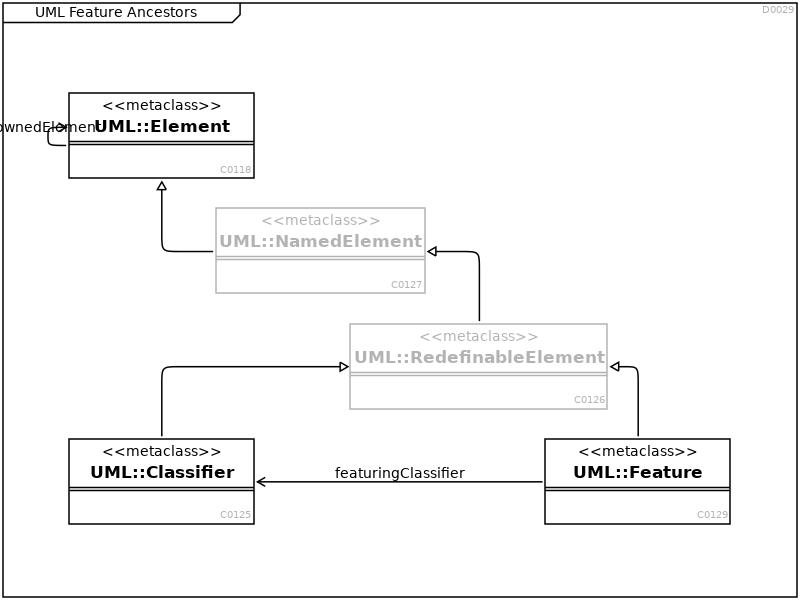 UML Feature Ancestors
D0029
<<metaclass>>
UML::Element
ownedElement
C0118
<<metaclass>>
UML::NamedElement
C0127
<<metaclass>>
UML::RedefinableElement
C0126
<<metaclass>>
UML::Classifier
C0125
featuringClassifier
<<metaclass>>
UML::Feature
C0129